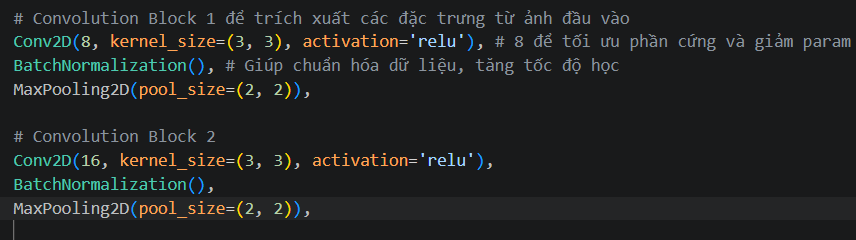 # Convolution Block 1 để trích xuất các đặc trưng từ ảnh đầu vào
Conv2D(8, kernel_size=(3, 3), activation='relu'), # 8 để tối ưu phần cứng và giảm param
BatchNormalization(), # Giúp chuẩn hóa dữ liệu, tăng tốc độ học
MaxPooling2D(pool_size=(2, 2)),
# Convolution Block 2
Conv2D(16, kernel_size=(3, 3), activation='relu'),
BatchNormalization(),
MaxPooling2D(pool_size=(2, 2)),